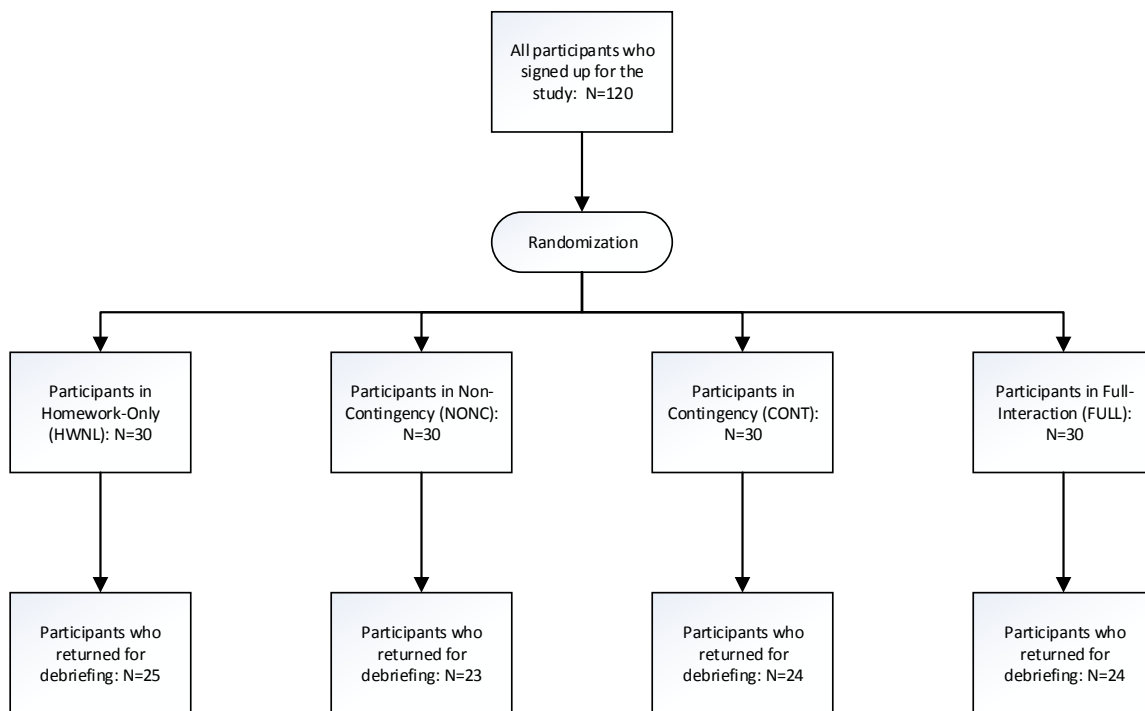 All participants who
signed up for the
study:  N=120
Randomization
Participants in
Homework-Only
(HWNL): N=30
Participants in Non-
Contingency (NONC):
N=30
Participants in
Contingency (CONT):
N=30
Participants in Full-
Interaction (FULL):
N=30
Participants who
returned for
debriefing: N=25
Participants who
returned for
debriefing: N=23
Participants who
returned for
debriefing: N=24
Participants who
returned for
debriefing: N=24